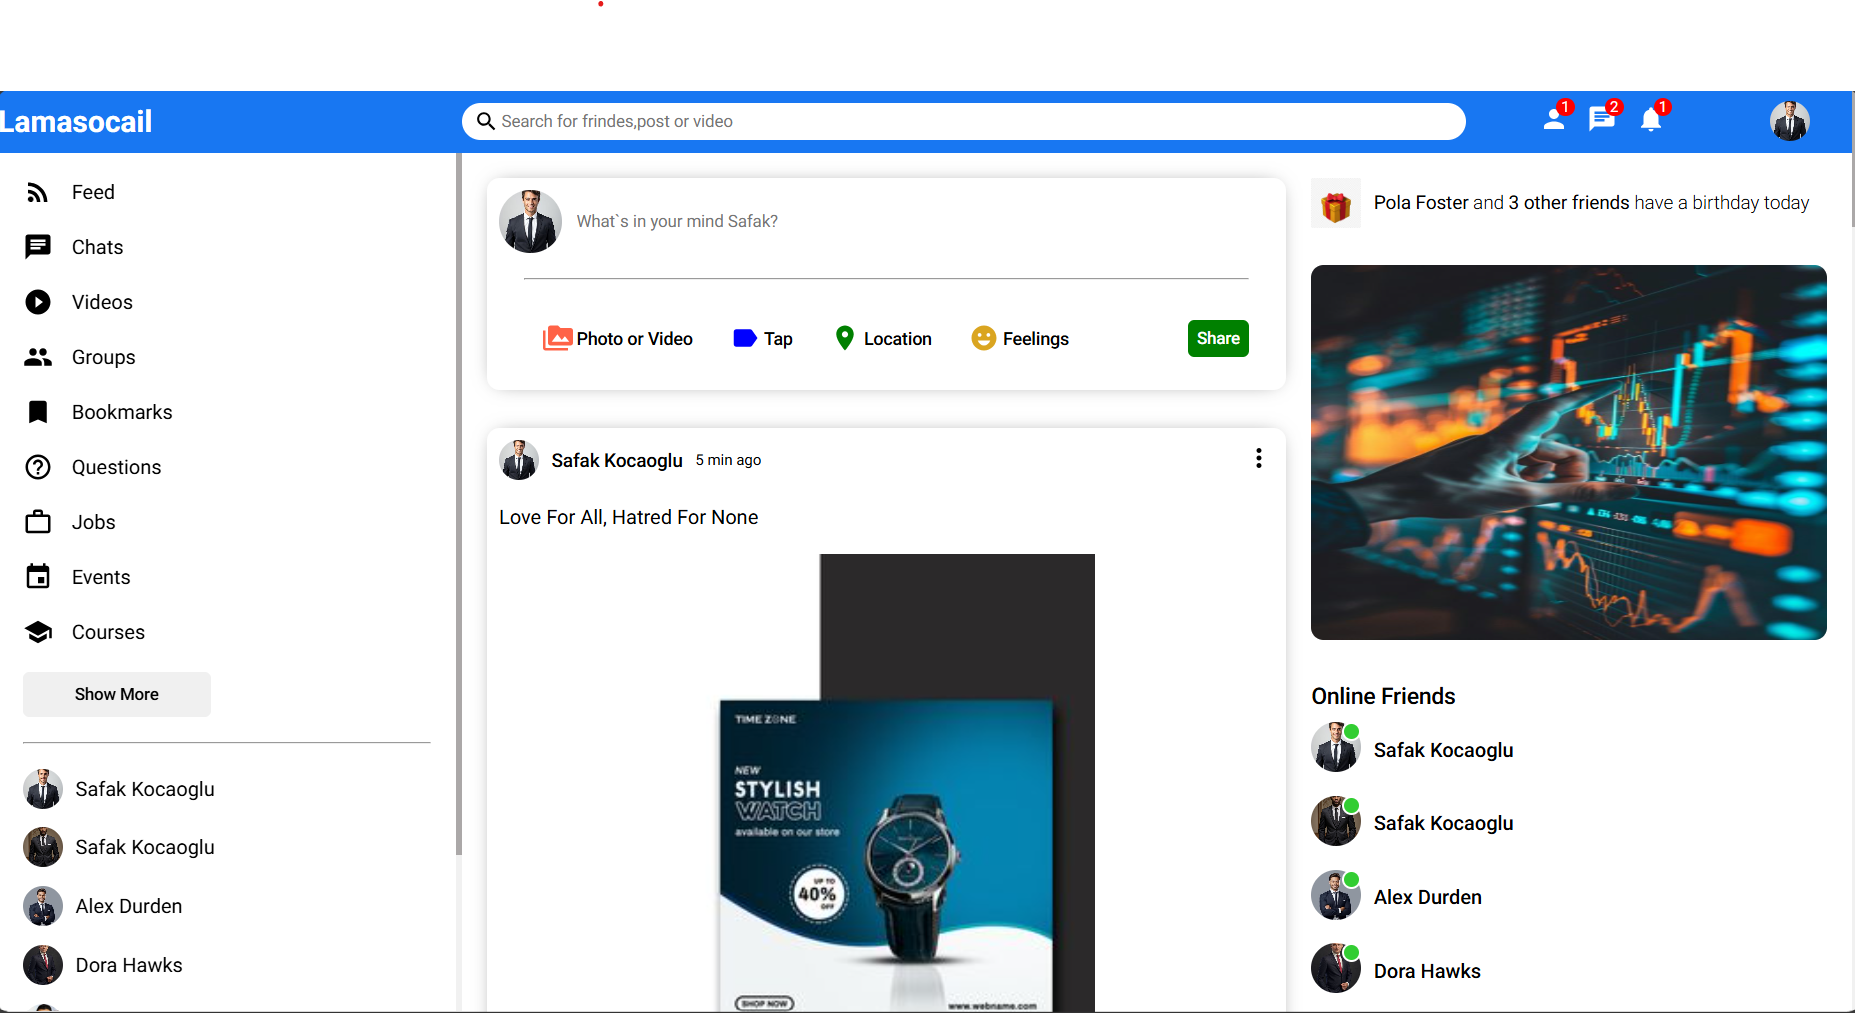 Lamasocail
Search for frindes,post or video
1
2
1
Feed
Chats
Videos
Groups
Bookmarks
Questions
Jobs
Events
Courses
Show More
Safak Kocaoglu
Safak Kocaoglu
Alex Durden
Dora Hawks
What`s in your mind Safak?
Photo or Video
Tap
Location
Feelings
Share
Safak Kocaoglu 5 min ago
Love For All, Hatred For None
TIME ZONE
NEW
STYLISH
WATCH
available on our store
UP TO
40%
OFF
SHOP NOW
www.webname.com
Pola Foster and 3 other friends have a birthday today
Online Friends
Safak Kocaoglu
Safak Kocaoglu
Alex Durden
Dora Hawks